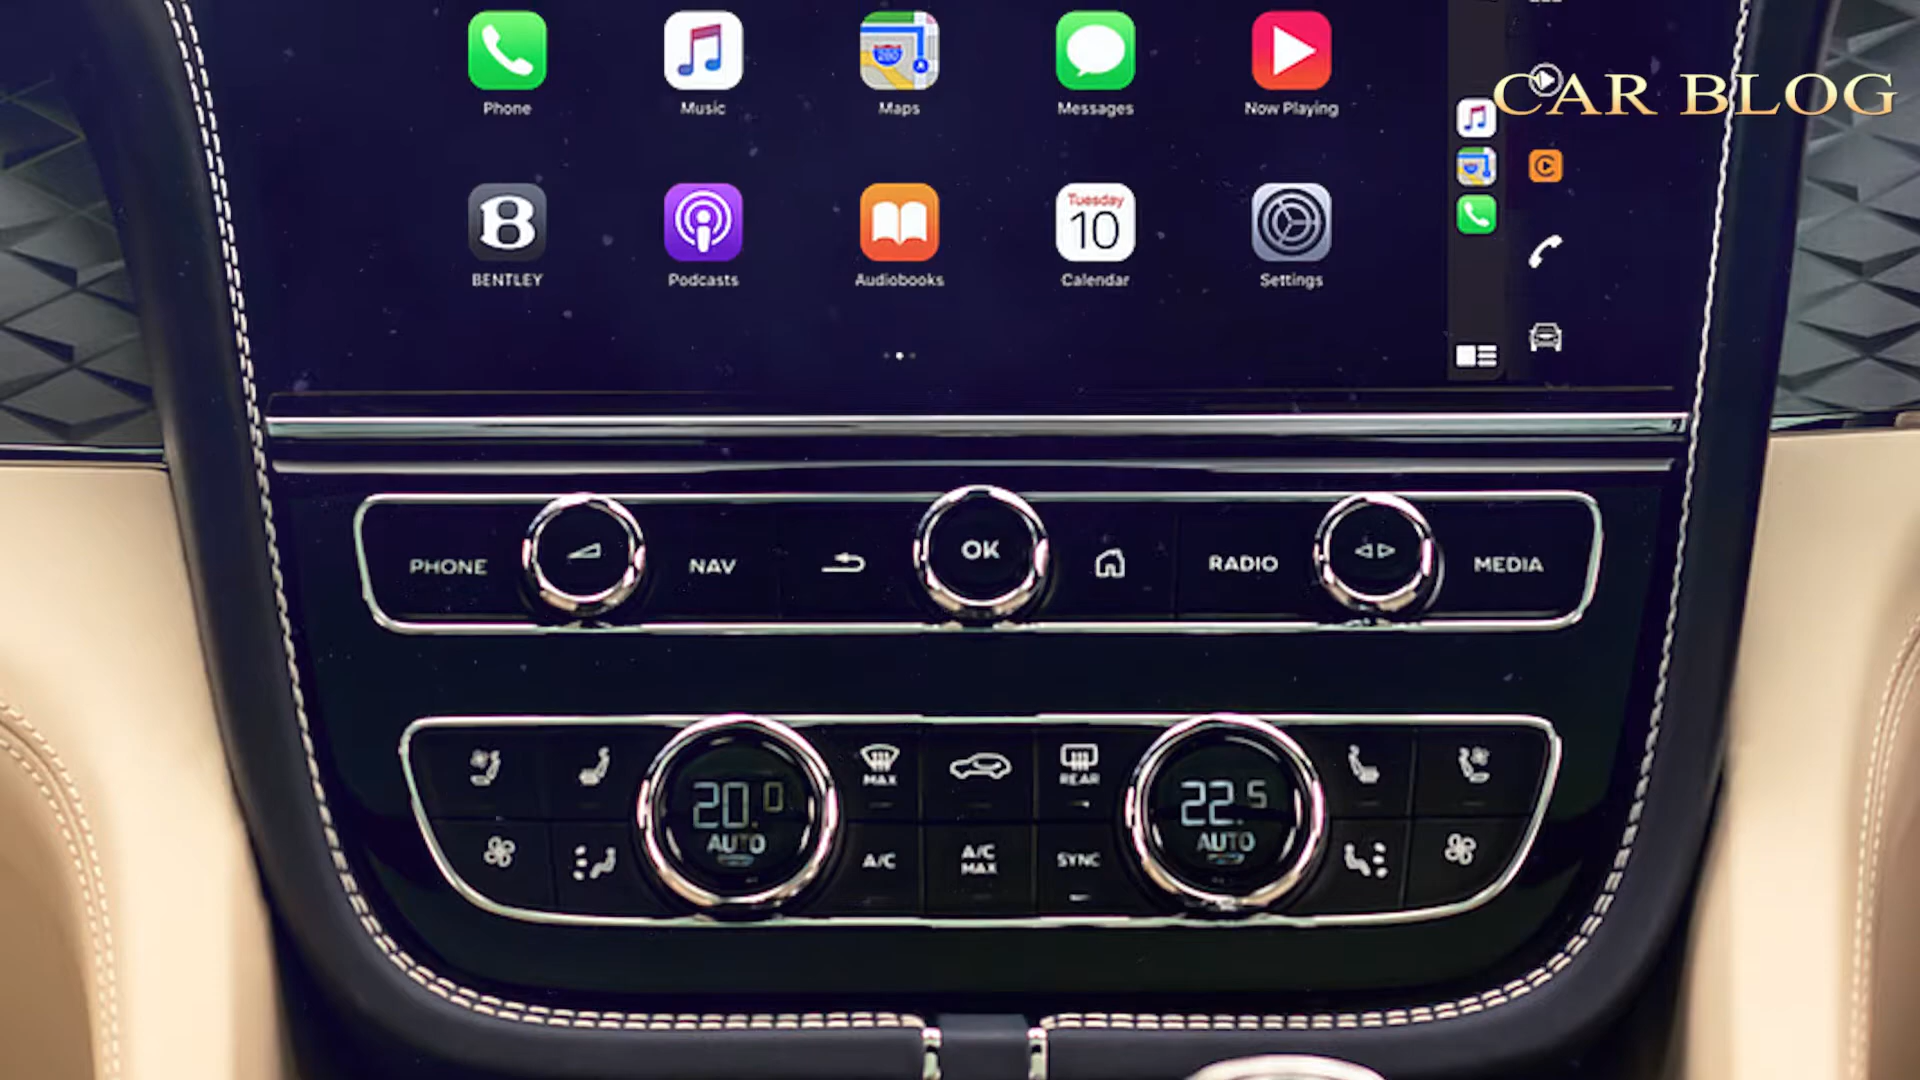 Phone
Music
Maps
Messages
Now Playing
CAR BLOG
280
B
Tuesday
10
BENTLEY
Podcasts
Audiobooks
Calendar
Settings
PHONE
NAV
OK
RADIO
MEDIA
MAX
REAR
20.0
AUTO
22.5
AUTO
A/C
A/C
MAX
SYNC